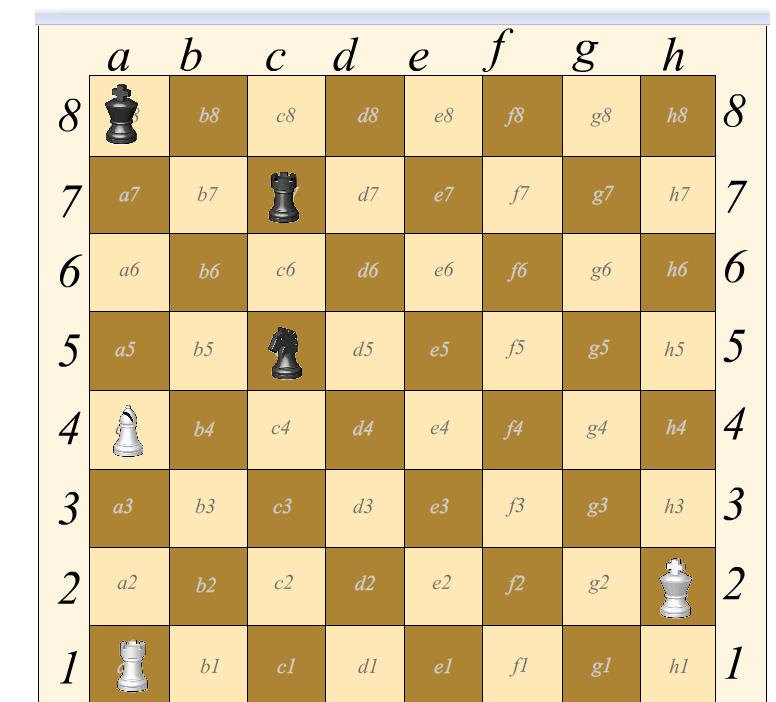 a b c d e f g h
8 b8 c8 d8 e8 f8 g8 h8 8
7 a7 b7 d7 e7 f7 g7 h7 7
6 a6 b6 c6 d6 e6 f6 g6 h6 6
5 a5 b5 d5 e5 f5 g5 h5 5
4 b4 c4 d4 e4 f4 g4 h4 4
3 a3 b3 c3 d3 e3 f3 g3 h3 3
2 a2 b2 c2 d2 e2 f2 g2 2
1 b1 c1 d1 e1 f1 g1 h1 1